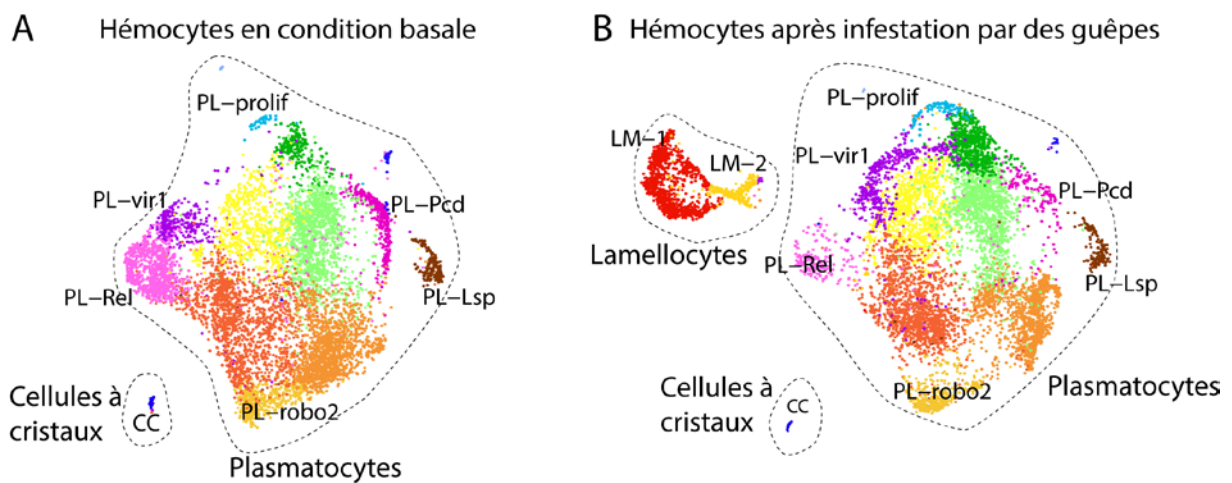 A
Hémocytes en condition basale
PL-prolif
PL-vir1
PL-Pcd
PL-Rel
PL-Lsp
Cellules à
cristaux
CC
PL-robo2
Plasmatocytes
B
Hémocytes après infestation par des guêpes
PL-prolif
LM-1
LM-2
PL-vir1
PL-Pcd
Lamellocytes
PL-Rel
PL-Lsp
Cellules à
cristaux
CC
PL-robo2
Plasmatocytes